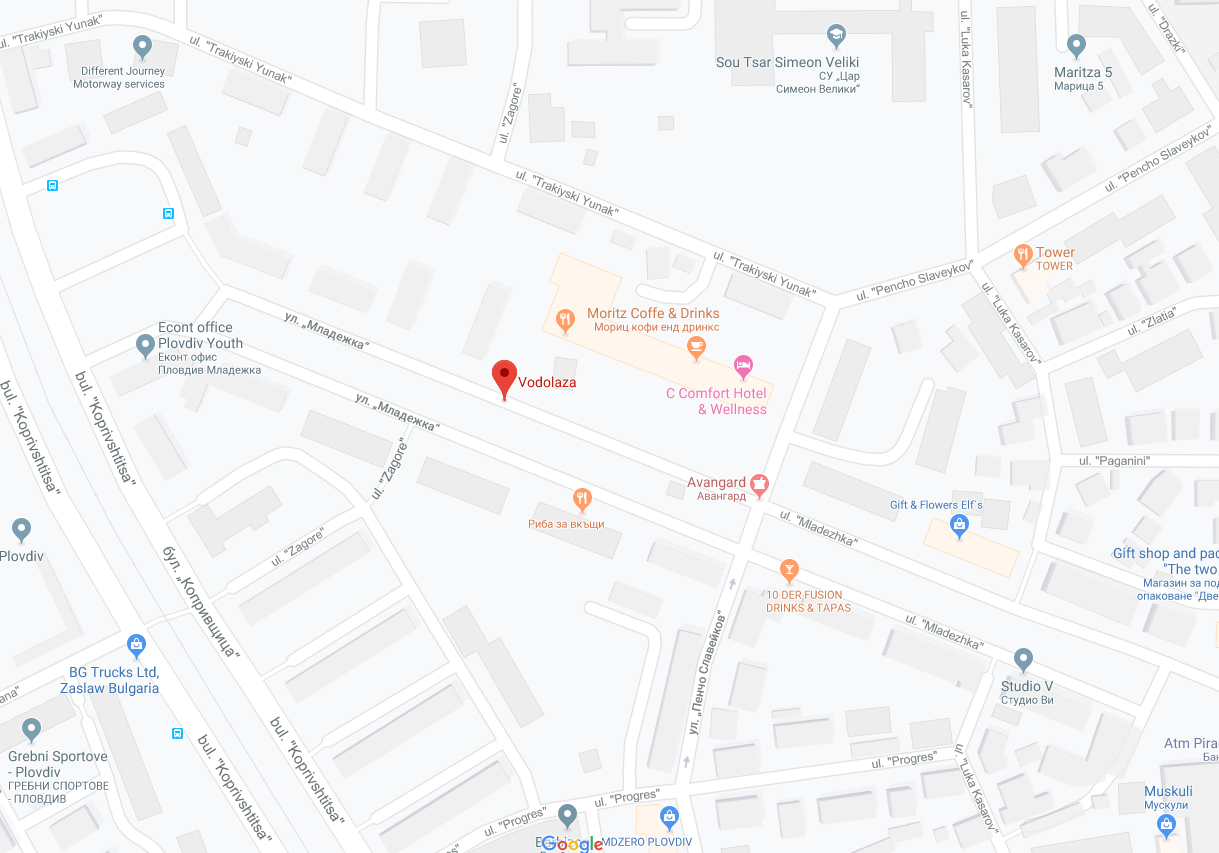 ul. "Trakiyski Yunak"
ul. "Trakiyski Yunak"
Different Journey
Motorway services
ul. "Zagore"
Sou Tsar Simeon Veliki
СУ „Цар
Симеон Велики“
ul. "Luka Kasarov"
ul. "Drazki"
Maritza 5
Марица 5
ul. "Pencho Slaveykov"
ul. "Trakiyski Yunak"
ul. "Trakiyski Yunak"
ul. "Pencho Slaveykov"
Tower
TOWER
ul. "Luka Kasarov"
ul. "Zlatia"
Econt office
Plovdiv Youth
Еконт офис
Пловдив Младежка
ул. „Младежка“
Moritz Coffe & Drinks
Мориц кофи енд дринкс
C Comfort Hotel
& Wellness
Vodolaza
ул. „Младежка“
bul. "Koprivshtitsa"
bul. "Koprivshtitsa"
ul. "Zagore"
ul. "Paganini"
Avangard
Авангард
Gift & Flowers Elf`s
Риба за вкъщи
ul. "Mladezhka"
Plovdiv
ul. "Zagore"
бул. „Копривщица“
Gift shop and pac
"The two
Магазин за под
опаковане "Две
10 DER FUSION
DRINKS & TAPAS
ul. "Mladezhka"
ул. „Пенчо Славейков“
BG Trucks Ltd,
Zaslaw Bulgaria
Studio V
Студио Ви
bul. "Koprivshtitsa"
bul. "Koprivshtitsa"
Grebni Sportove
- Plovdiv
ГРЕБНИ СПОРТОВЕ
- ПЛОВДИВ
ul. "Progres"
ul. "Luka Kasarov"
Atm Pirae
Бан
Muskuli
Мускули
ul. "Progres"
ul. "Progres"
Google
MDZERO PLOVDIV